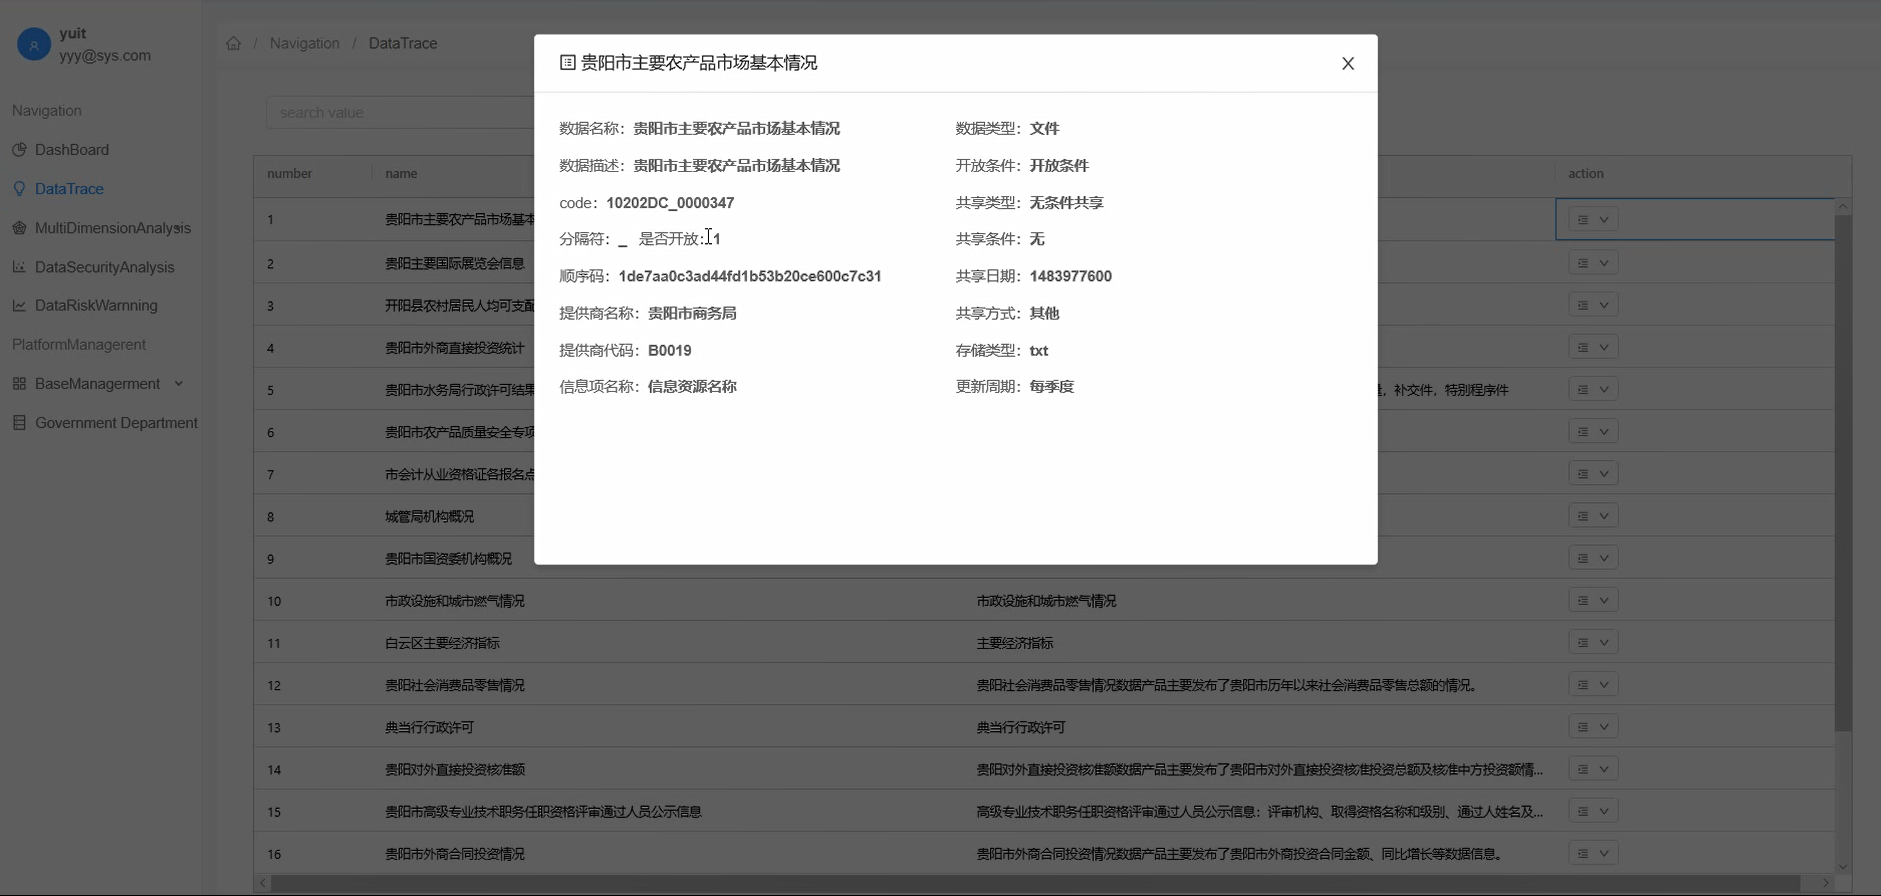 yuit
yyy@sys.com
Navigation
DashBoard
DataTrace
MultiDimensionAnalysis
DataSecurityAnalysis
DataRiskWarnning
PlatformManagerent
BaseManagerment
Government Department
/ Navigation / DataTrace
search value
贵阳市主要农产品市场基本情况
数据名称：贵阳市主要农产品市场基本情况
数据类型：文件
数据描述：贵阳市主要农产品市场基本情况
开放条件：开放条件
code：10202DC_0000347
共享类型：无条件共享
分隔符：_ 是否开放：1
共享条件：无
顺序码：1de7aa0c3ad44fd1b53b20ce600c7c31
共享日期：1483977600
提供商名称：贵阳市商务局
共享方式：其他
提供商代码：B0019
存储类型：txt
信息项名称：信息资源名称
更新周期：每季度
number name action
1 贵阳市主要农产品市场基本
2 贵阳主要国际展览会信息
3 开阳县农村居民人均可支配
4 贵阳市外商直接投资统计
5 贵阳市水务局行政许可结果 补交件，特别程序件
6 贵阳市农产品质量安全专项
7 市会计从业资格证各报名点
8 城管局机构概况
9 贵阳市国资委机构概况
10 市政设施和城市燃气情况 市政设施和城市燃气情况
11 白云区主要经济指标 主要经济指标
12 贵阳社会消费品零售情况 贵阳社会消费品零售情况数据产品主要发布了贵阳市历年以来社会消费品零售总额的情况。
13 典当行行政许可 典当行行政许可
14 贵阳对外直接投资核准额 贵阳对外直接投资核准额数据产品主要发布了贵阳市对外直接投资核准投资总额及核准中方投资额情...
15 贵阳市高级专业技术职务任职资格评审通过人员公示信息 高级专业技术职务任职资格评审通过人员公示信息：评审机构、取得资格名称和级别、通过人姓名及...
16 贵阳市外商合同投资情况 贵阳市外商合同投资情况数据产品主要发布了贵阳市外商投资合同金额、同比增长等数据信息。